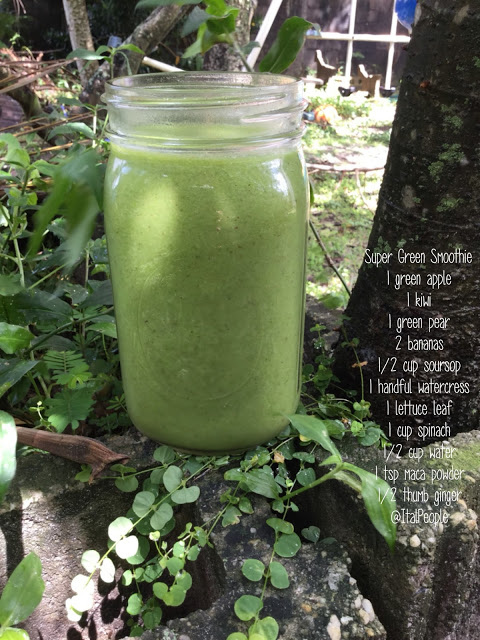 Super Green Smoothie
1 green apple
1 kiwi
1 green pear
2 bananas
1/2 cup soursop
1 handful watercress
1 lettuce leaf
1 cup spinach
1/2 cup water
1 tsp maca powder
1/2 thumb ginger
@ItalPeople